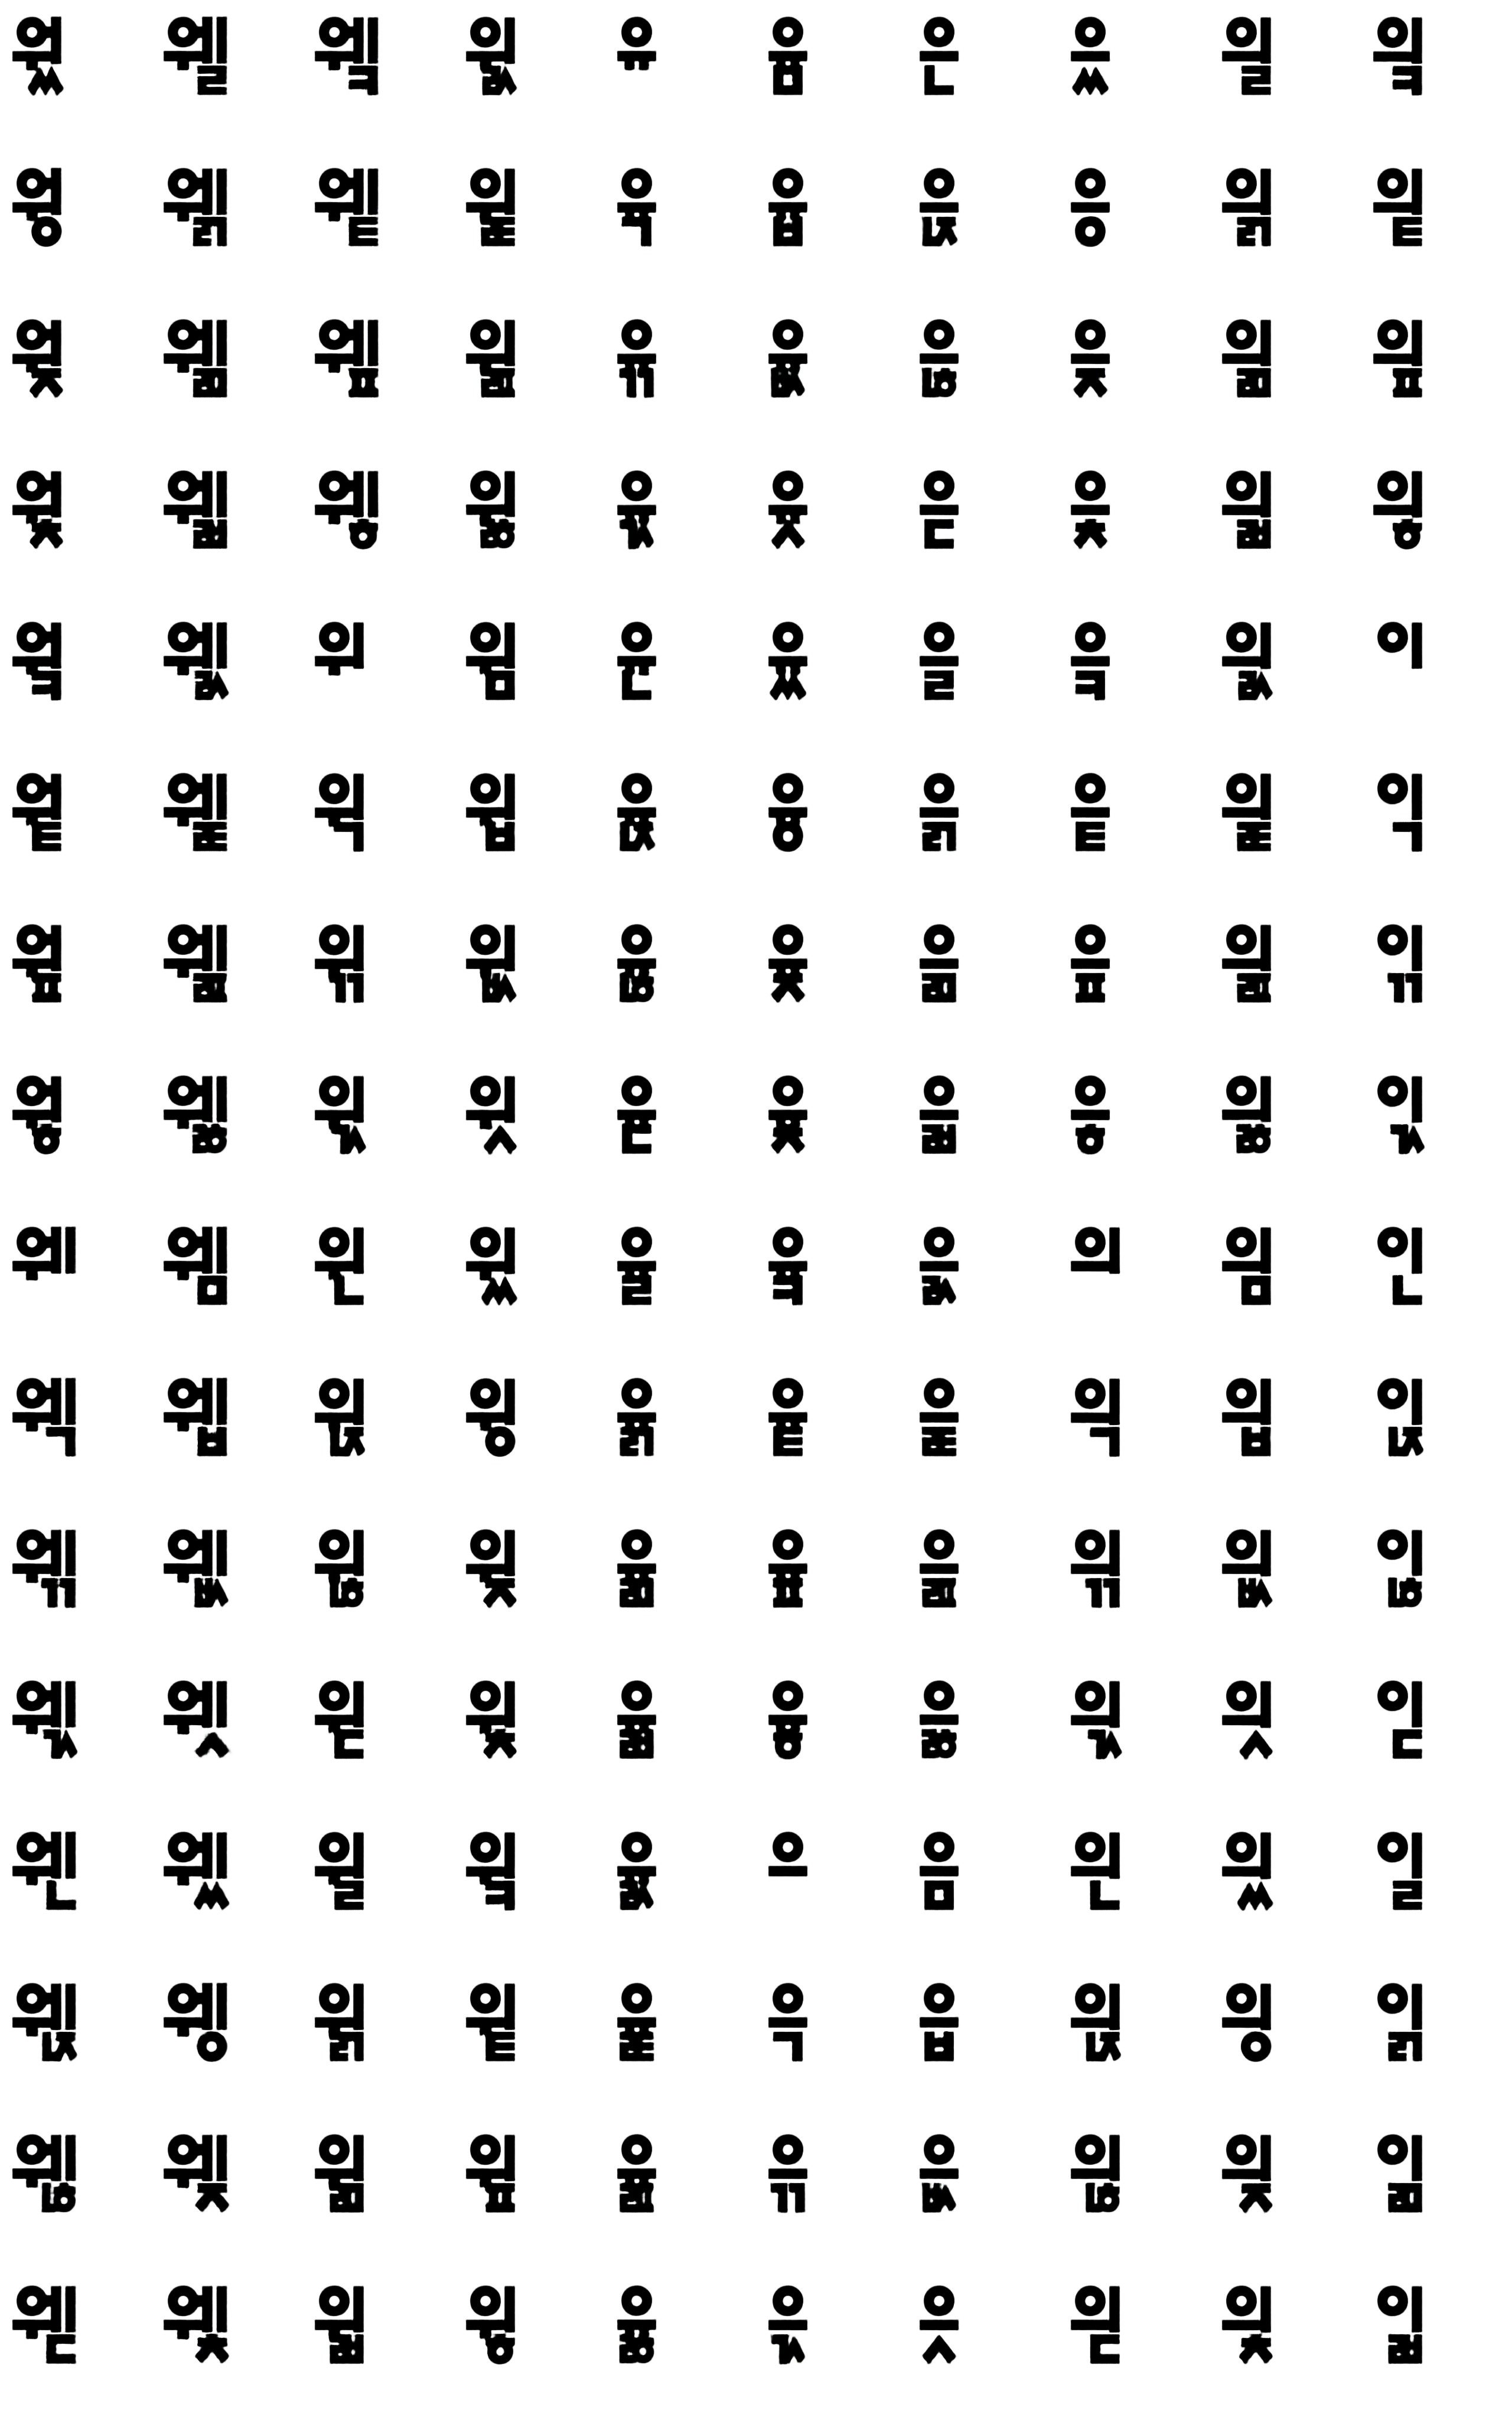 웠 웰 윀 윐 유 윰 은 읐 읠 읰
웡 웱 윁 윑 육 윱 읁 응 읡 읱
웢 웲 윂 윒 윢 윲 읂 읒 읢 읲
웣 웳 윃 윓 윣 윳 읃 읓 읣 읳
웤 웴 위 윔 윤 윴 을 읔 읤 이
웥 웵 윅 윕 윥 융 읅 읕 읥 익
웦 웶 윆 윖 윦 윶 읆 읖 읦 읶
웧 웷 윇 윗 윧 윷 읇 읗 읧 읷
웨 웸 윈 윘 율 윸 읈 의 읨 인
웩 웹 윉 윙 윩 윹 읉 읙 읩 읹
웪 웺 윊 윚 윪 윺 읊 읚 읪 읺
웫 웻 윋 윛 윫 윻 읋 읛 읫 읻
웬 웼 윌 윜 윬 으 음 읜 읬 일
웭 웽 윍 윝 윭 윽 읍 읝 읭 읽
웮 웾 윎 윞 윮 윾 읎 읞 읮 읾
웯 웿 윏 윟 윯 윿 읏 읟 읯 읿